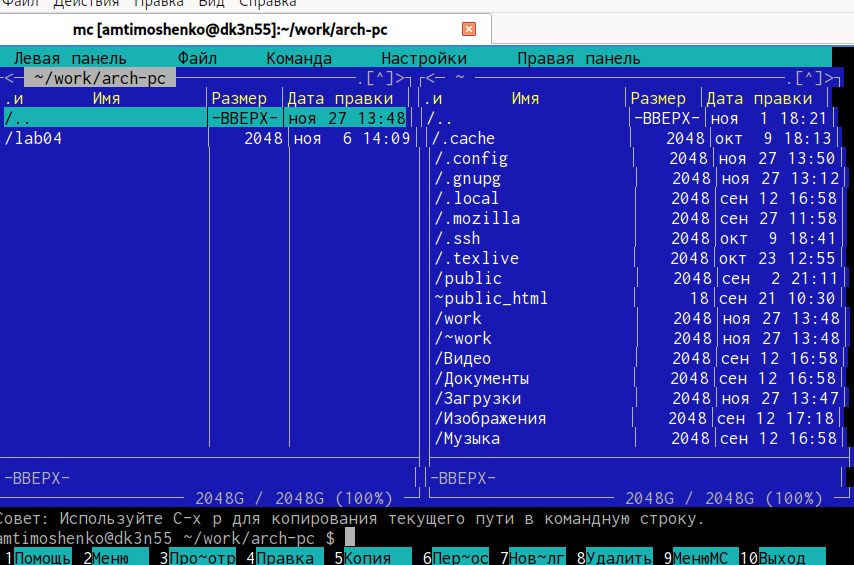 Файл Действия Правка Вид Справка
mc [amtimoshenko@dk3n55]:~/work/arch-pc
Левая панель Файл Команда Настройки Правая панель
<─ ~/work/arch-pc ─.[^]> <─ ~ ─.[^]>
.и Имя Размер Дата правки .и Имя Размер Дата правки
/.. -ВВЕРХ- ноя 27 13:48 /.. -ВВЕРХ- ноя 1 18:21
/lab04 2048 ноя 6 14:09 /.cache 2048 окт 9 18:13
/.config 2048 ноя 27 13:50
/.gnupg 2048 ноя 27 13:12
/.local 2048 сен 12 16:58
/.mozilla 2048 сен 27 11:58
/.ssh 2048 окт 9 18:41
/.texlive 2048 окт 23 12:55
/public 2048 сен 2 21:11
~public_html 18 сен 21 10:30
/work 2048 ноя 27 13:48
/~work 2048 ноя 27 13:48
/Видео 2048 сен 12 16:58
/Документы 2048 сен 12 16:58
/Загрузки 2048 ноя 27 13:47
/Изображения 2048 сен 12 17:18
/Музыка 2048 сен 12 16:58
-ВВЕРХ- -ВВЕРХ-
2048G / 2048G (100%) 2048G / 2048G (100%)
Совет: Используйте C-x p для копирования текущего пути в командную строку.
amtimoshenko@dk3n55 ~/work/arch-pc $
1Помощь 2Меню 3Про~отр 4Правка 5Копия 6Пер~ос 7Нов~лг 8Удалить 9МенюMC 10Выход